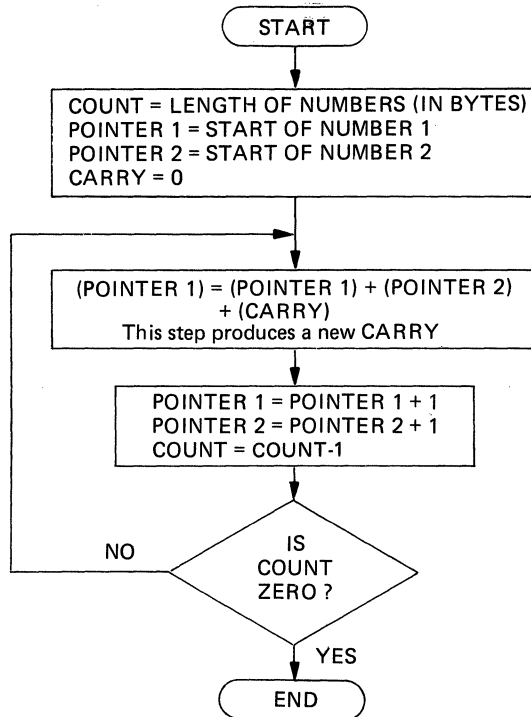 START
COUNT = LENGTH OF NUMBERS (IN BYTES)
POINTER 1 = START OF NUMBER 1
POINTER 2 = START OF NUMBER 2
CARRY = 0
(POINTER 1) = (POINTER 1) + (POINTER 2)
+ (CARRY)
This step produces a new CARRY
POINTER 1 = POINTER 1 + 1
POINTER 2 = POINTER 2 + 1
COUNT = COUNT-1
IS
COUNT
ZERO ?
NO
YES
END